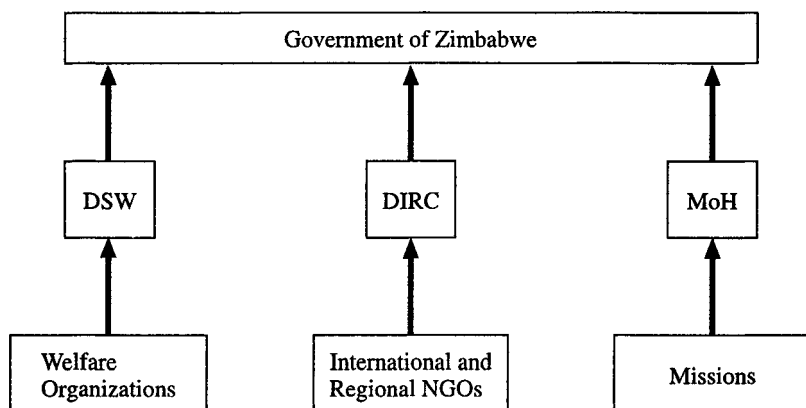 Government of Zimbabwe
DSW
DIRC
MoH
Welfare
Organizations
International and
Regional NGOs
Missions